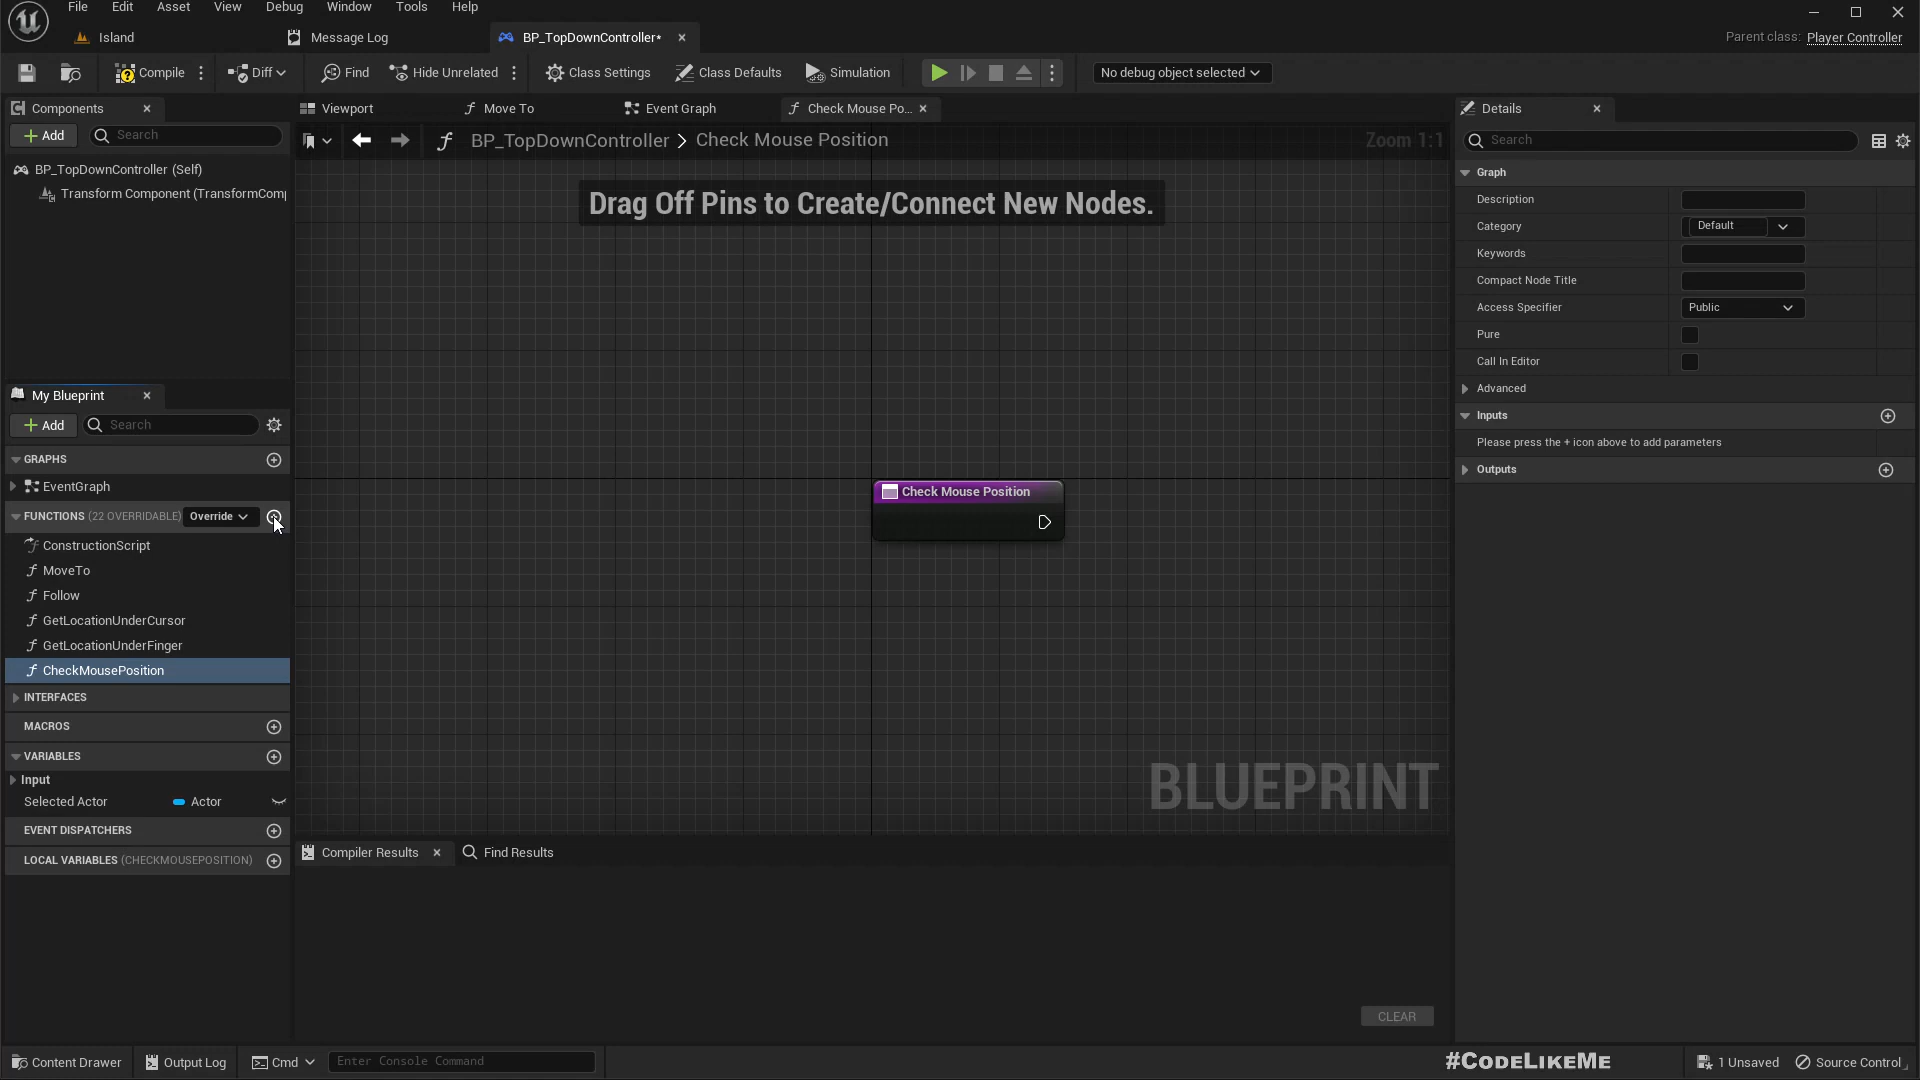 File Edit Asset View Debug Window Tools Help
Island Message Log BP_TopDownController* Parent class: Player Controller
Compile Diff Find Hide Unrelated Class Settings Class Defaults Simulation No debug object selected
Components Viewport Move To Event Graph Check Mouse Po... Details
Add Search BP_TopDownController > Check Mouse Position Zoom 1:1 Search
BP_TopDownController (Self)
Transform Component (TransformComp
Drag Off Pins to Create/Connect New Nodes.
Graph
Description
Category Default
Keywords
Compact Node Title
Access Specifier Public
Pure
Call In Editor
Advanced
Inputs
Please press the + icon above to add parameters
Outputs
My Blueprint
Add Search
GRAPHS
EventGraph
FUNCTIONS (22 OVERRIDABLE) Override
ConstructionScript
MoveTo
Follow
GetLocationUnderCursor
GetLocationUnderFinger
CheckMousePosition
INTERFACES
MACROS
VARIABLES
Input
Selected Actor Actor
EVENT DISPATCHERS
LOCAL VARIABLES (CHECKMOUSEPOSITION)
Check Mouse Position
BLUEPRINT
Compiler Results Find Results
CLEAR
Content Drawer Output Log Cmd Enter Console Command #CODELIKEME 1 Unsaved Source Control